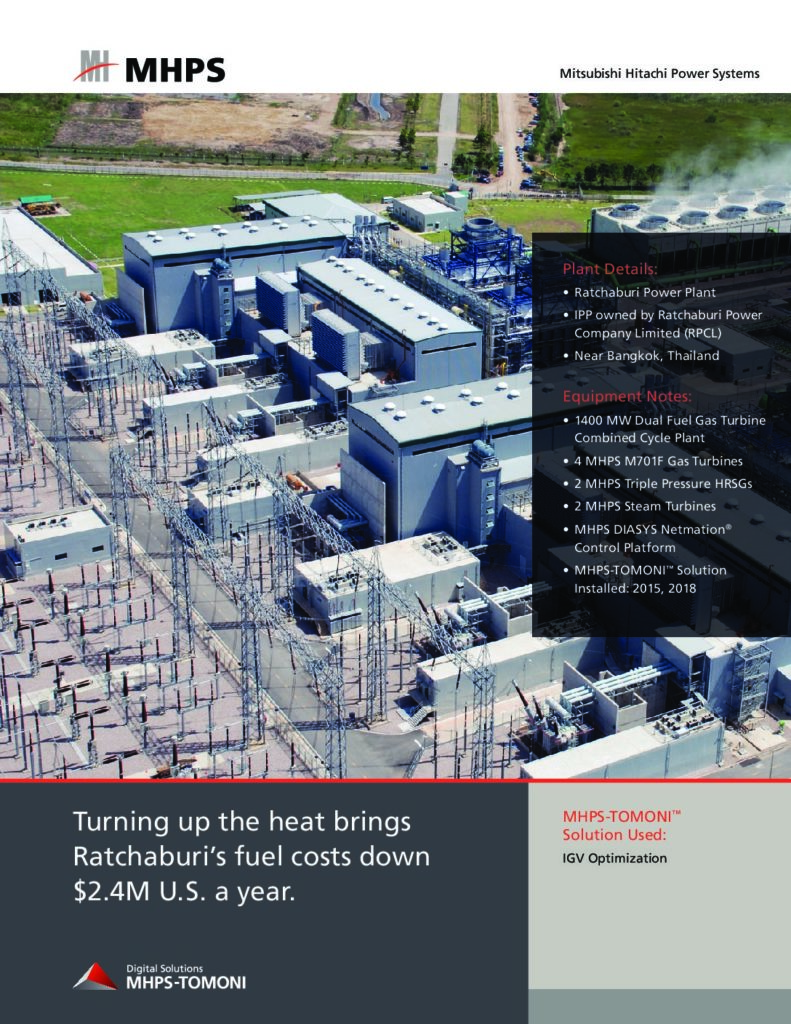 MHPS
Mitsubishi Hitachi Power Systems
Plant Details:
• Ratchaburi Power Plant
• IPP owned by Ratchaburi Power
Company Limited (RPCL)
• Near Bangkok, Thailand
Equipment Notes:
• 1400 MW Dual Fuel Gas Turbine
Combined Cycle Plant
• 4 MHPS M701F Gas Turbines
• 2 MHPS Triple Pressure HRSGs
• 2 MHPS Steam Turbines
• MHPS DIASYS Netmation®
Control Platform
• MHPS-TOMONI™ Solution
Installed: 2015, 2018
Turning up the heat brings
Ratchaburi’s fuel costs down
$2.4M U.S. a year.
MHPS-TOMONI™
Solution Used:
IGV Optimization
Digital Solutions
MHPS-TOMONI